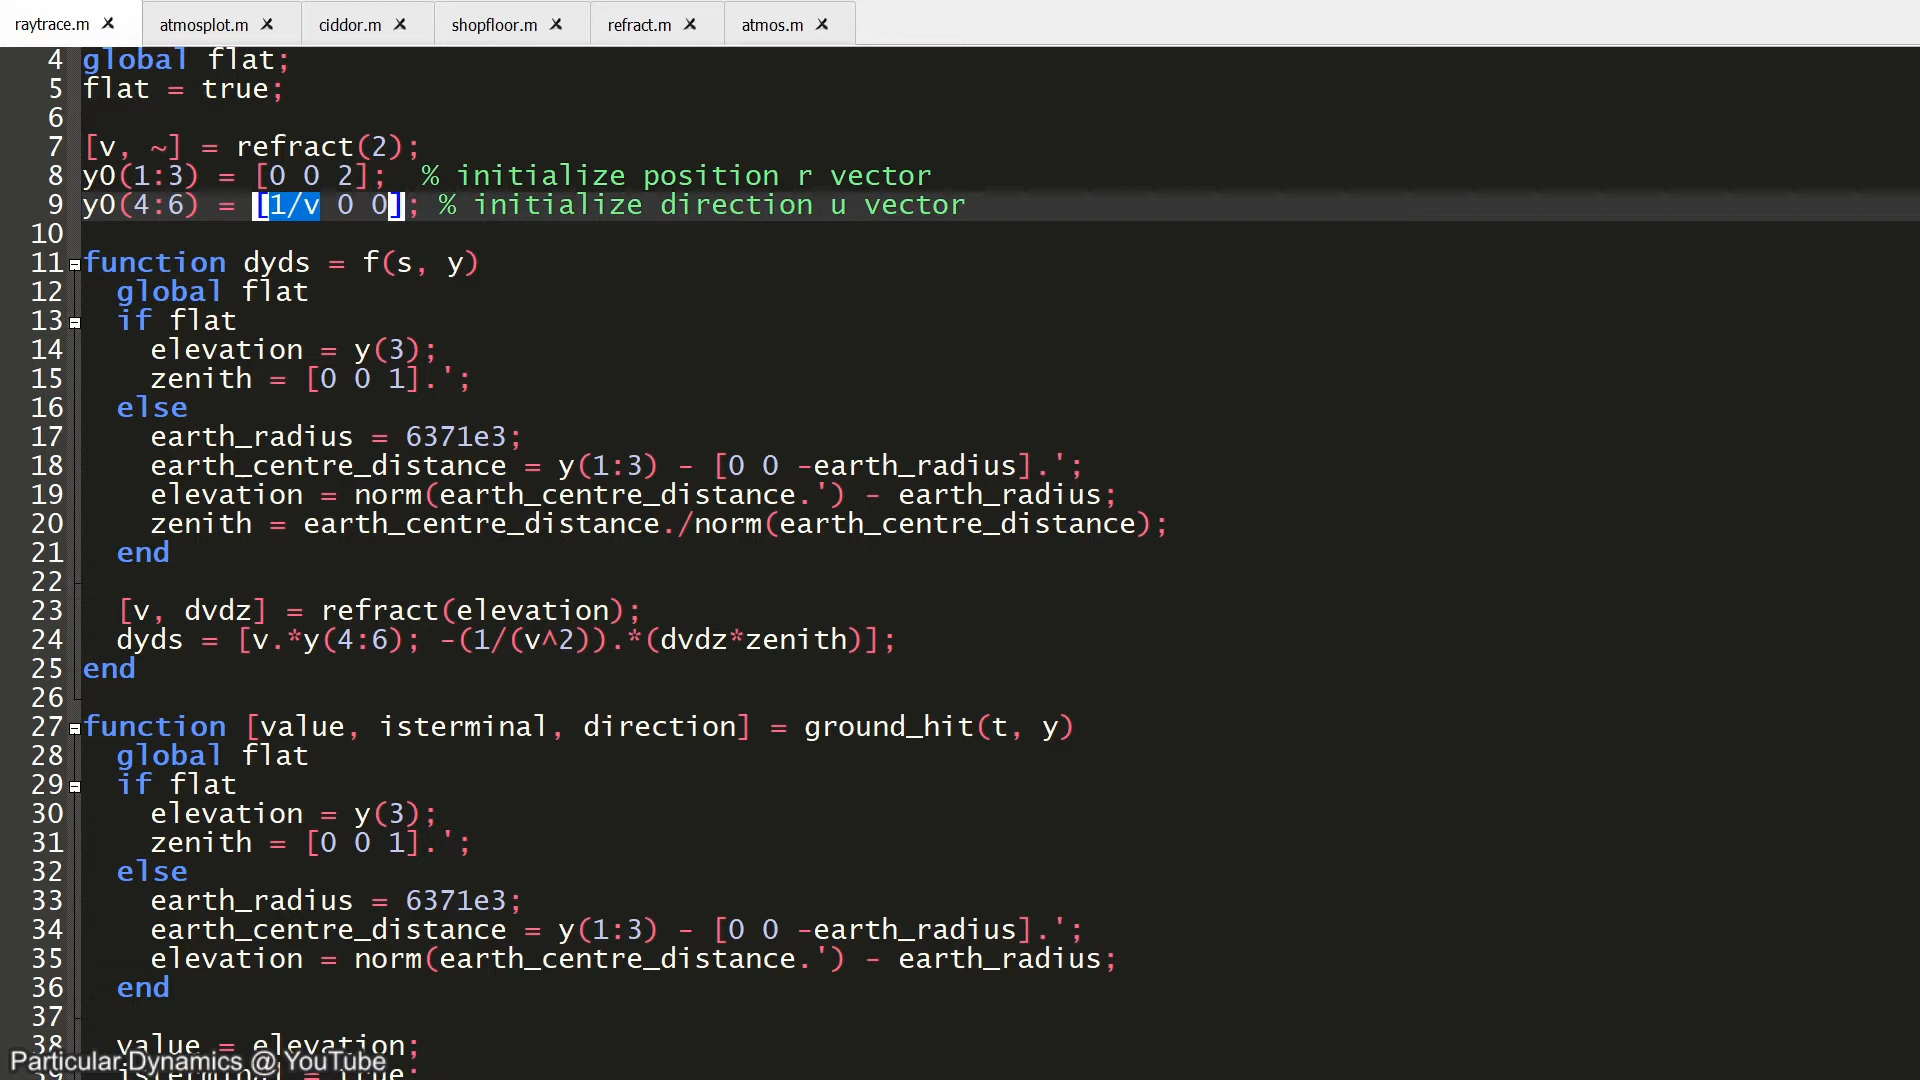 raytrace.m atmosplot.m ciddor.m shopfloor.m refract.m atmos.m
4 global flat;
5 flat = true;
6
7 [v, ~] = refract(2);
8 y0(1:3) = [0 0 2];  % initialize position r vector
9 y0(4:6) = [1/v 0 0]; % initialize direction u vector
10
11 function dyds = f(s, y)
12   global flat
13   if flat
14     elevation = y(3);
15     zenith = [0 0 1].';
16   else
17     earth_radius = 6371e3;
18     earth_centre_distance = y(1:3) - [0 0 -earth_radius].';
19     elevation = norm(earth_centre_distance.') - earth_radius;
20     zenith = earth_centre_distance./norm(earth_centre_distance);
21   end
22
23   [v, dvdz] = refract(elevation);
24   dyds = [v.*y(4:6); -(1/(v^2)).*(dvdz*zenith)];
25 end
26
27 function [value, isterminal, direction] = ground_hit(t, y)
28   global flat
29   if flat
30     elevation = y(3);
31     zenith = [0 0 1].';
32   else
33     earth_radius = 6371e3;
34     earth_centre_distance = y(1:3) - [0 0 -earth_radius].';
35     elevation = norm(earth_centre_distance.') - earth_radius;
36   end
37
38   value = elevation;
Particular Dynamics @ YouTube
39   isterminal = true;